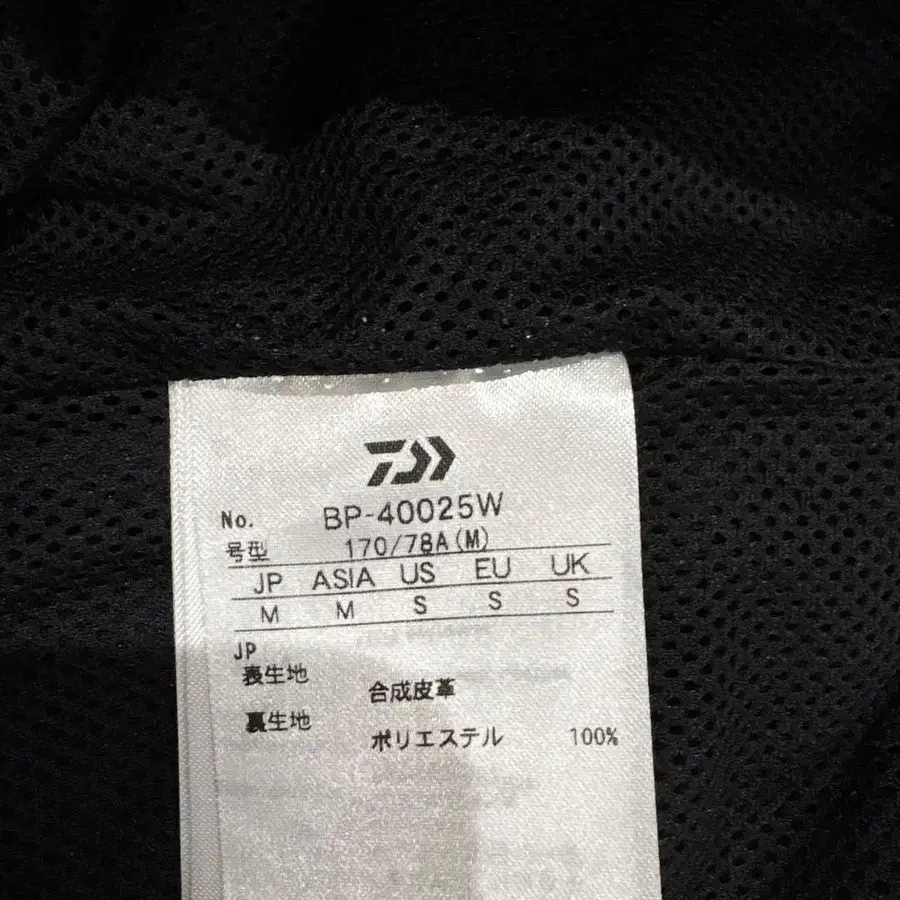 No. BP-40025W
号型 170/78A(M)
JP ASIA US EU UK
M M S S S
JP
表生地 合成皮革
裏生地 ポリエステル 100%